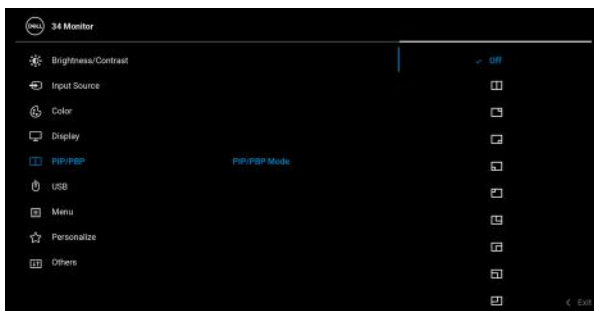 DELL
34 Monitor
Brightness/Contrast
Off
Input Source
Color
Display
PIP/PBP
PIP/PBP Mode
USB
Menu
Personalize
Others
Exit